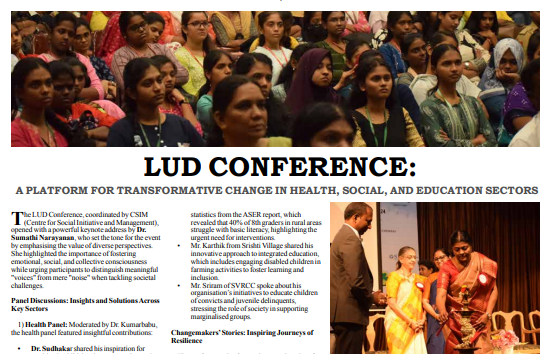 LUD CONFERENCE:
A PLATFORM FOR TRANSFORMATIVE CHANGE IN HEALTH, SOCIAL, AND EDUCATION SECTORS
The LUD Conference, coordinated by CSIM
(Centre for Social Initiative and Management),
opened with a powerful keynote address by Dr.
Sumathi Narayanan, who set the tone for the event
by emphasising the value of diverse perspectives.
She highlighted the importance of fostering
emotional, social, and collective consciousness
while urging participants to distinguish meaningful
"voices" from mere "noise" when tackling societal
challenges.
Panel Discussions: Insights and Solutions Across
Key Sectors
1) Health Panel: Moderated by Dr. Kumarbabu,
the health panel featured insightful contributions:
• Dr. Sudhakar shared his inspiration for
statistics from the ASER report, which
revealed that 40% of 8th graders in rural areas
struggle with basic literacy, highlighting the
urgent need for interventions.
• Mr. Karthik from Srishti Village shared his
innovative approach to integrated education,
which includes engaging disabled children in
farming activities to foster learning and
inclusion.
• Mr. Sriram of SVRCC spoke about his
organisation's initiatives to educate children
of convicts and juvenile delinquents,
stressing the role of society in supporting
marginalised groups.
Changemakers' Stories: Inspiring Journeys of
Resilience